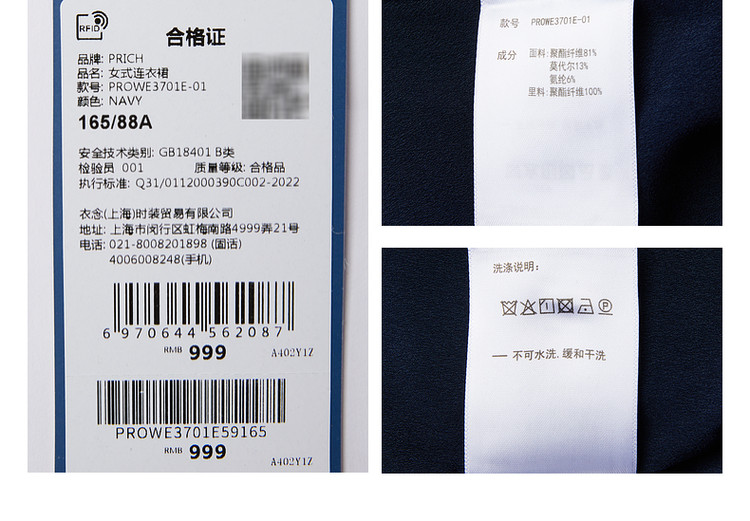 RFID
合格证
品牌: PRICH
品名: 女式连衣裙
款号: PROWE3701E-01
颜色: NAVY
165/88A
安全技术类别: GB18401 B类
检验员 001 质量等级: 合格品
执行标准: Q31/0112000390C002-2022
衣念(上海)时装贸易有限公司
地址: 上海市闵行区虹梅南路4999弄21号
电话: 021-8008201898 (固话)
4006008248(手机)
6 970644 562087
RMB 999 A402Y1Z
PROWE3701E59165
RMB 999
A402Y1Z
款号 PROWE3701E-01
成分 面料:聚酯纤维81%
莫代尔13%
氨纶6%
里料:聚酯纤维100%
洗涤说明:
P
— 不可水洗.缓和干洗